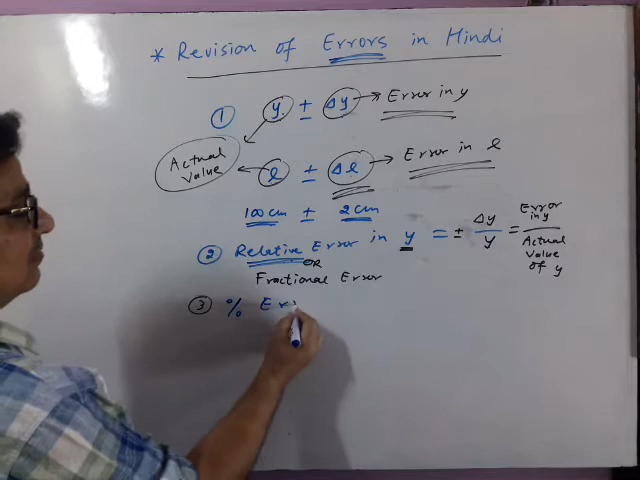 * Revision of Errors in Hindi
① y ± Δy → Error in y
Actual Value
l ± Δl → Error in l
100 cm ± 2 cm
② Relative Error in y = ± Δy/y = Error in y / Actual Value of y
OR
Fractional Error
③ % Err